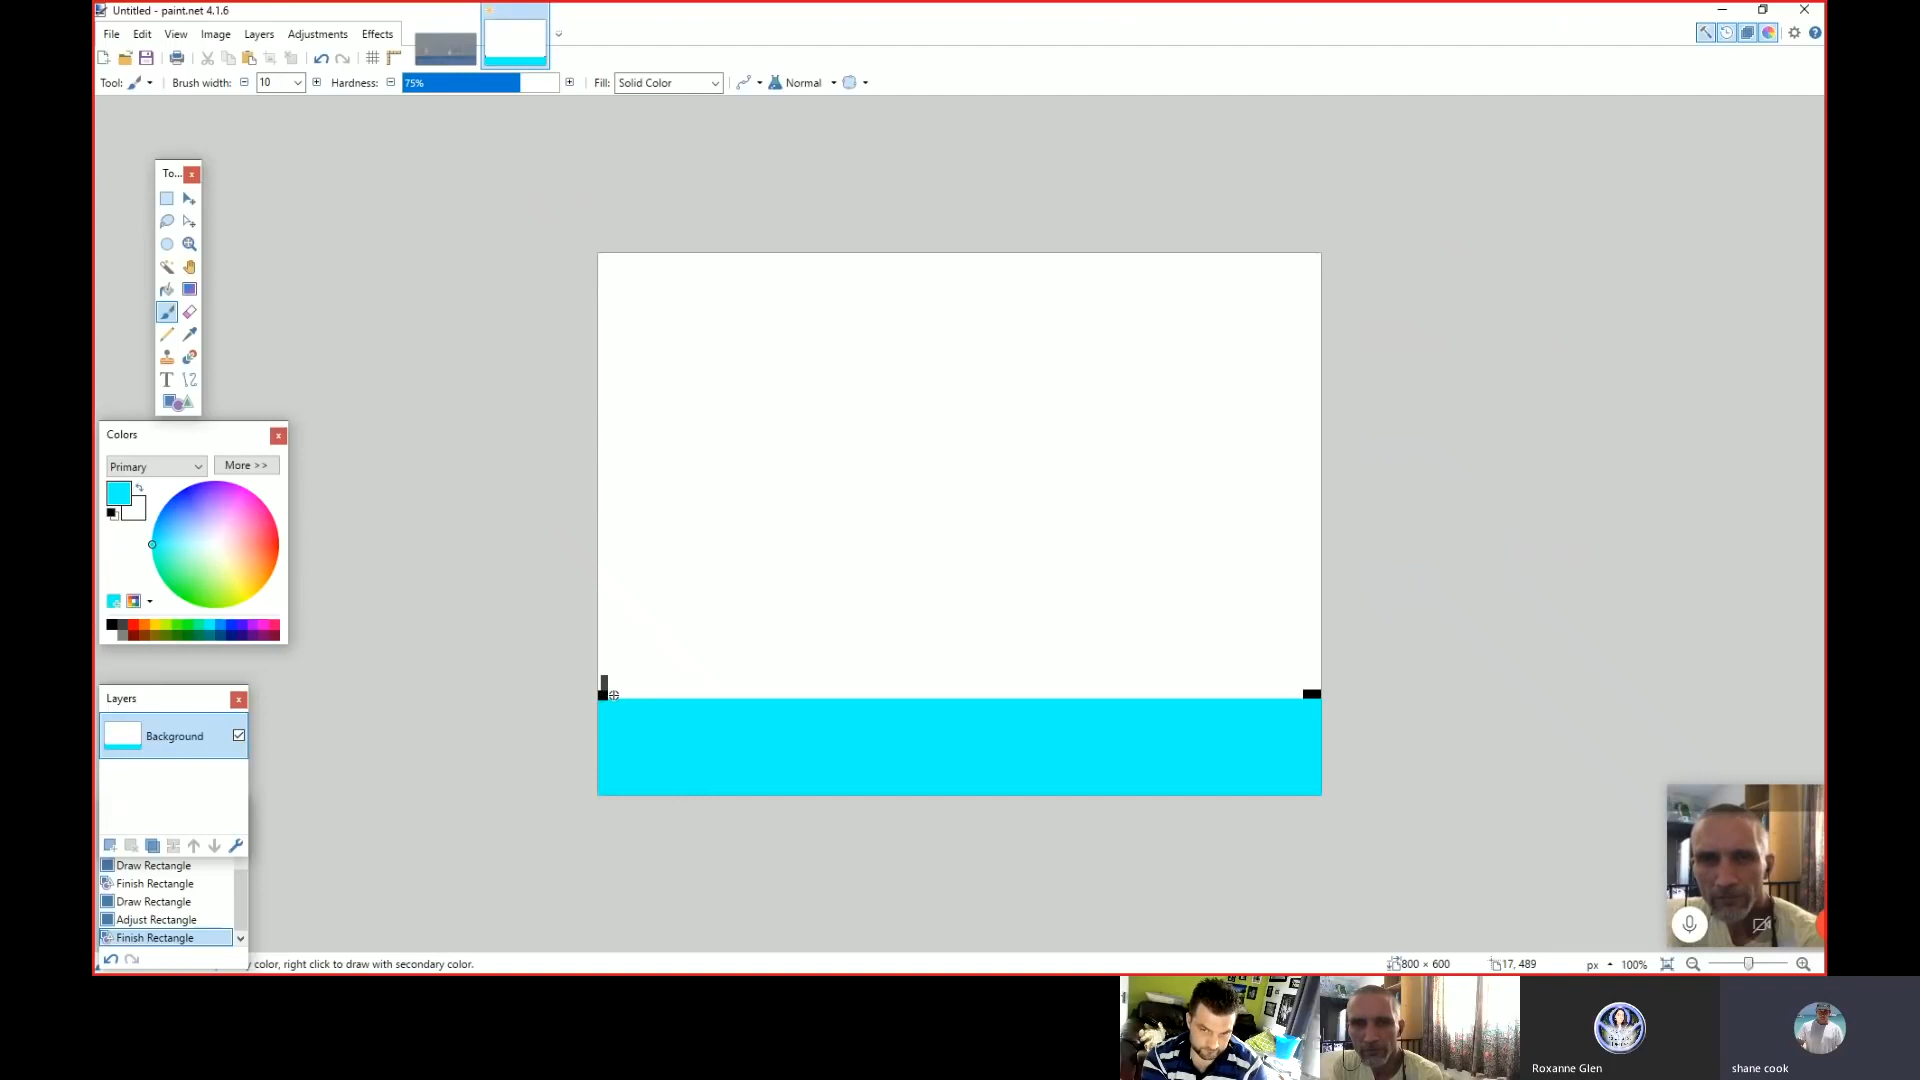 Untitled - paint.net 4.1.6
File Edit View Image Layers Adjustments Effects
Tool: Brush width: 10 Hardness: 75% Fill: Solid Color Normal
To...
Colors
Primary More >>
Layers
Background
Draw Rectangle
Finish Rectangle
Draw Rectangle
Adjust Rectangle
Finish Rectangle
color, right click to draw with secondary color. 800 × 600 17, 489 px 100%
Roxanne Glen shane cook